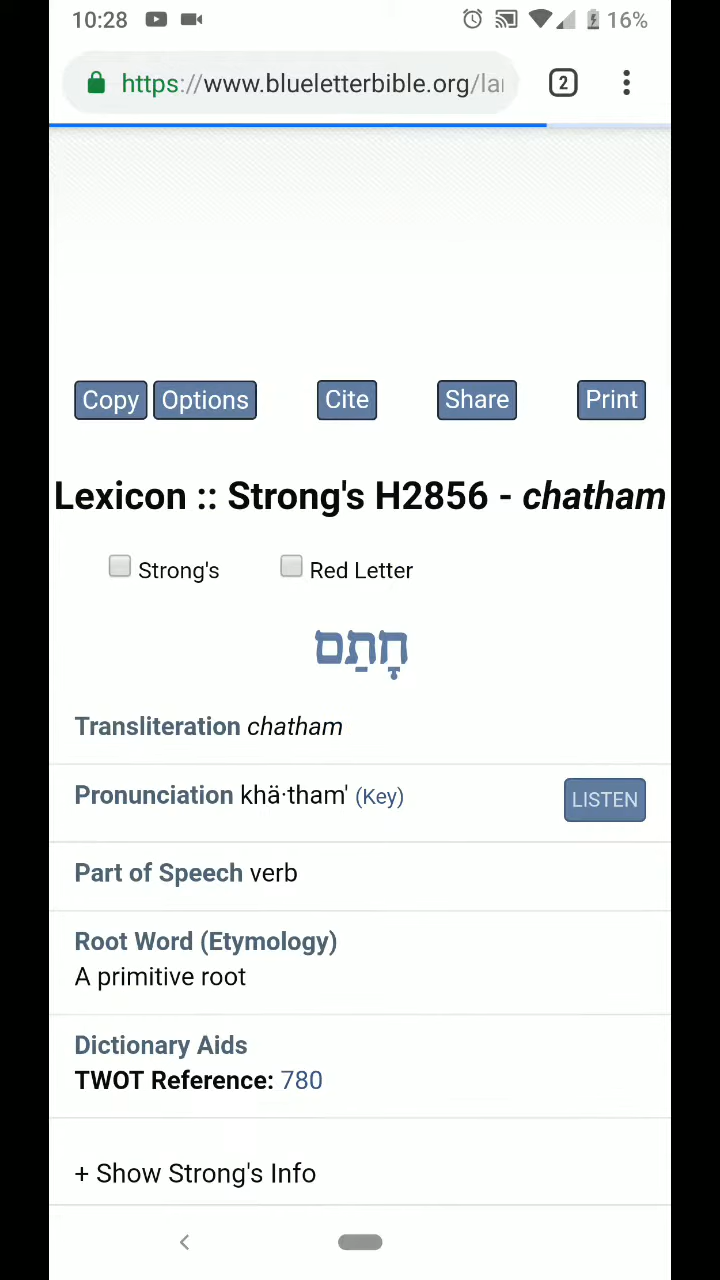 10:28 16%
https://www.blueletterbible.org/lan 2
Copy Options Cite Share Print
Lexicon :: Strong's H2856 - chatham
Strong's Red Letter
חָתַם
Transliteration chatham
Pronunciation khä·tham' (Key) LISTEN
Part of Speech verb
Root Word (Etymology)
A primitive root
Dictionary Aids
TWOT Reference: 780
+ Show Strong's Info